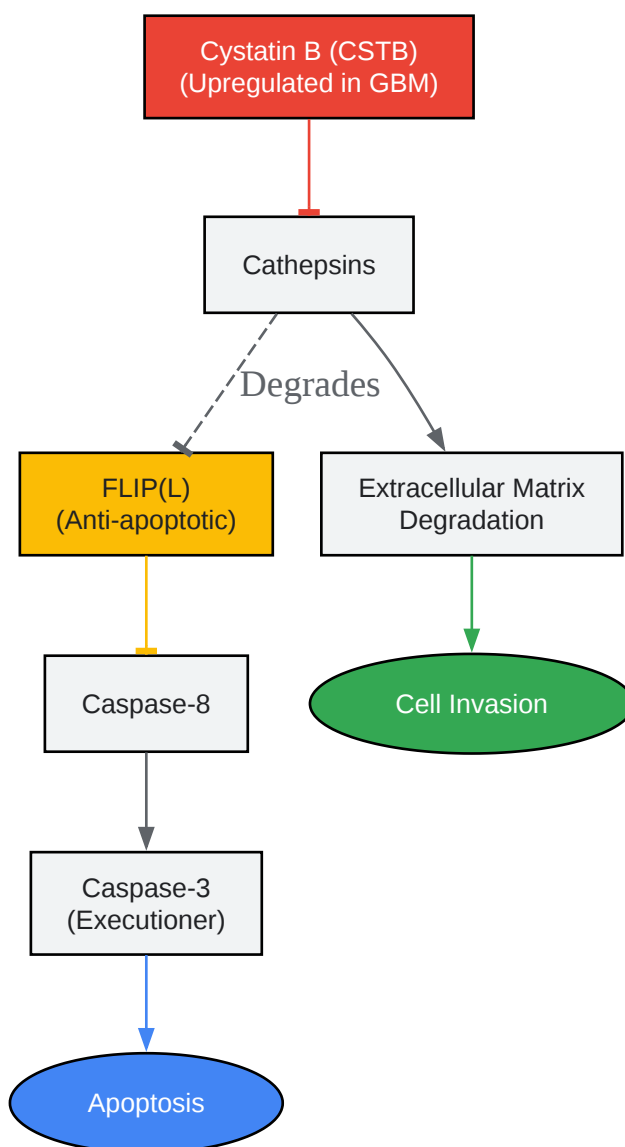 Cystatin B (CSTB)
(Upregulated in GBM)
Cathepsins
Degrades
FLIP(L)
(Anti-apoptotic)
Extracellular Matrix
Degradation
Caspase-8
Cell Invasion
Caspase-3
(Executioner)
Apoptosis